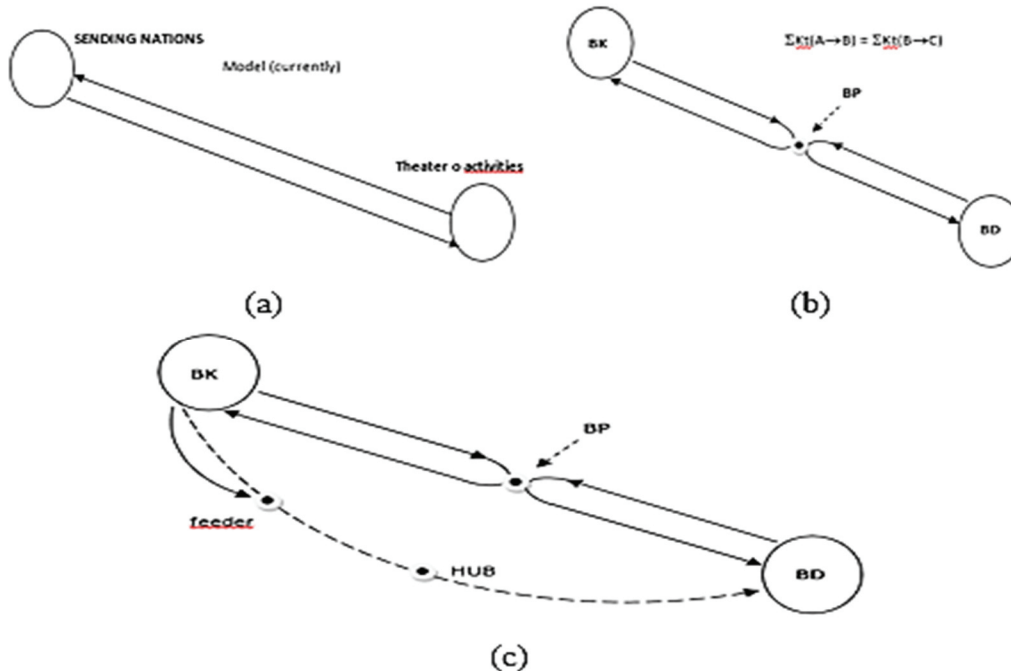 SENDING NATIONS
Model (currently)
Theater o activities
(a)
BK
ΣKt(A→B) = ΣKt(B→C)
BP
BD
(b)
BK
BP
feeder
HUB
BD
(c)